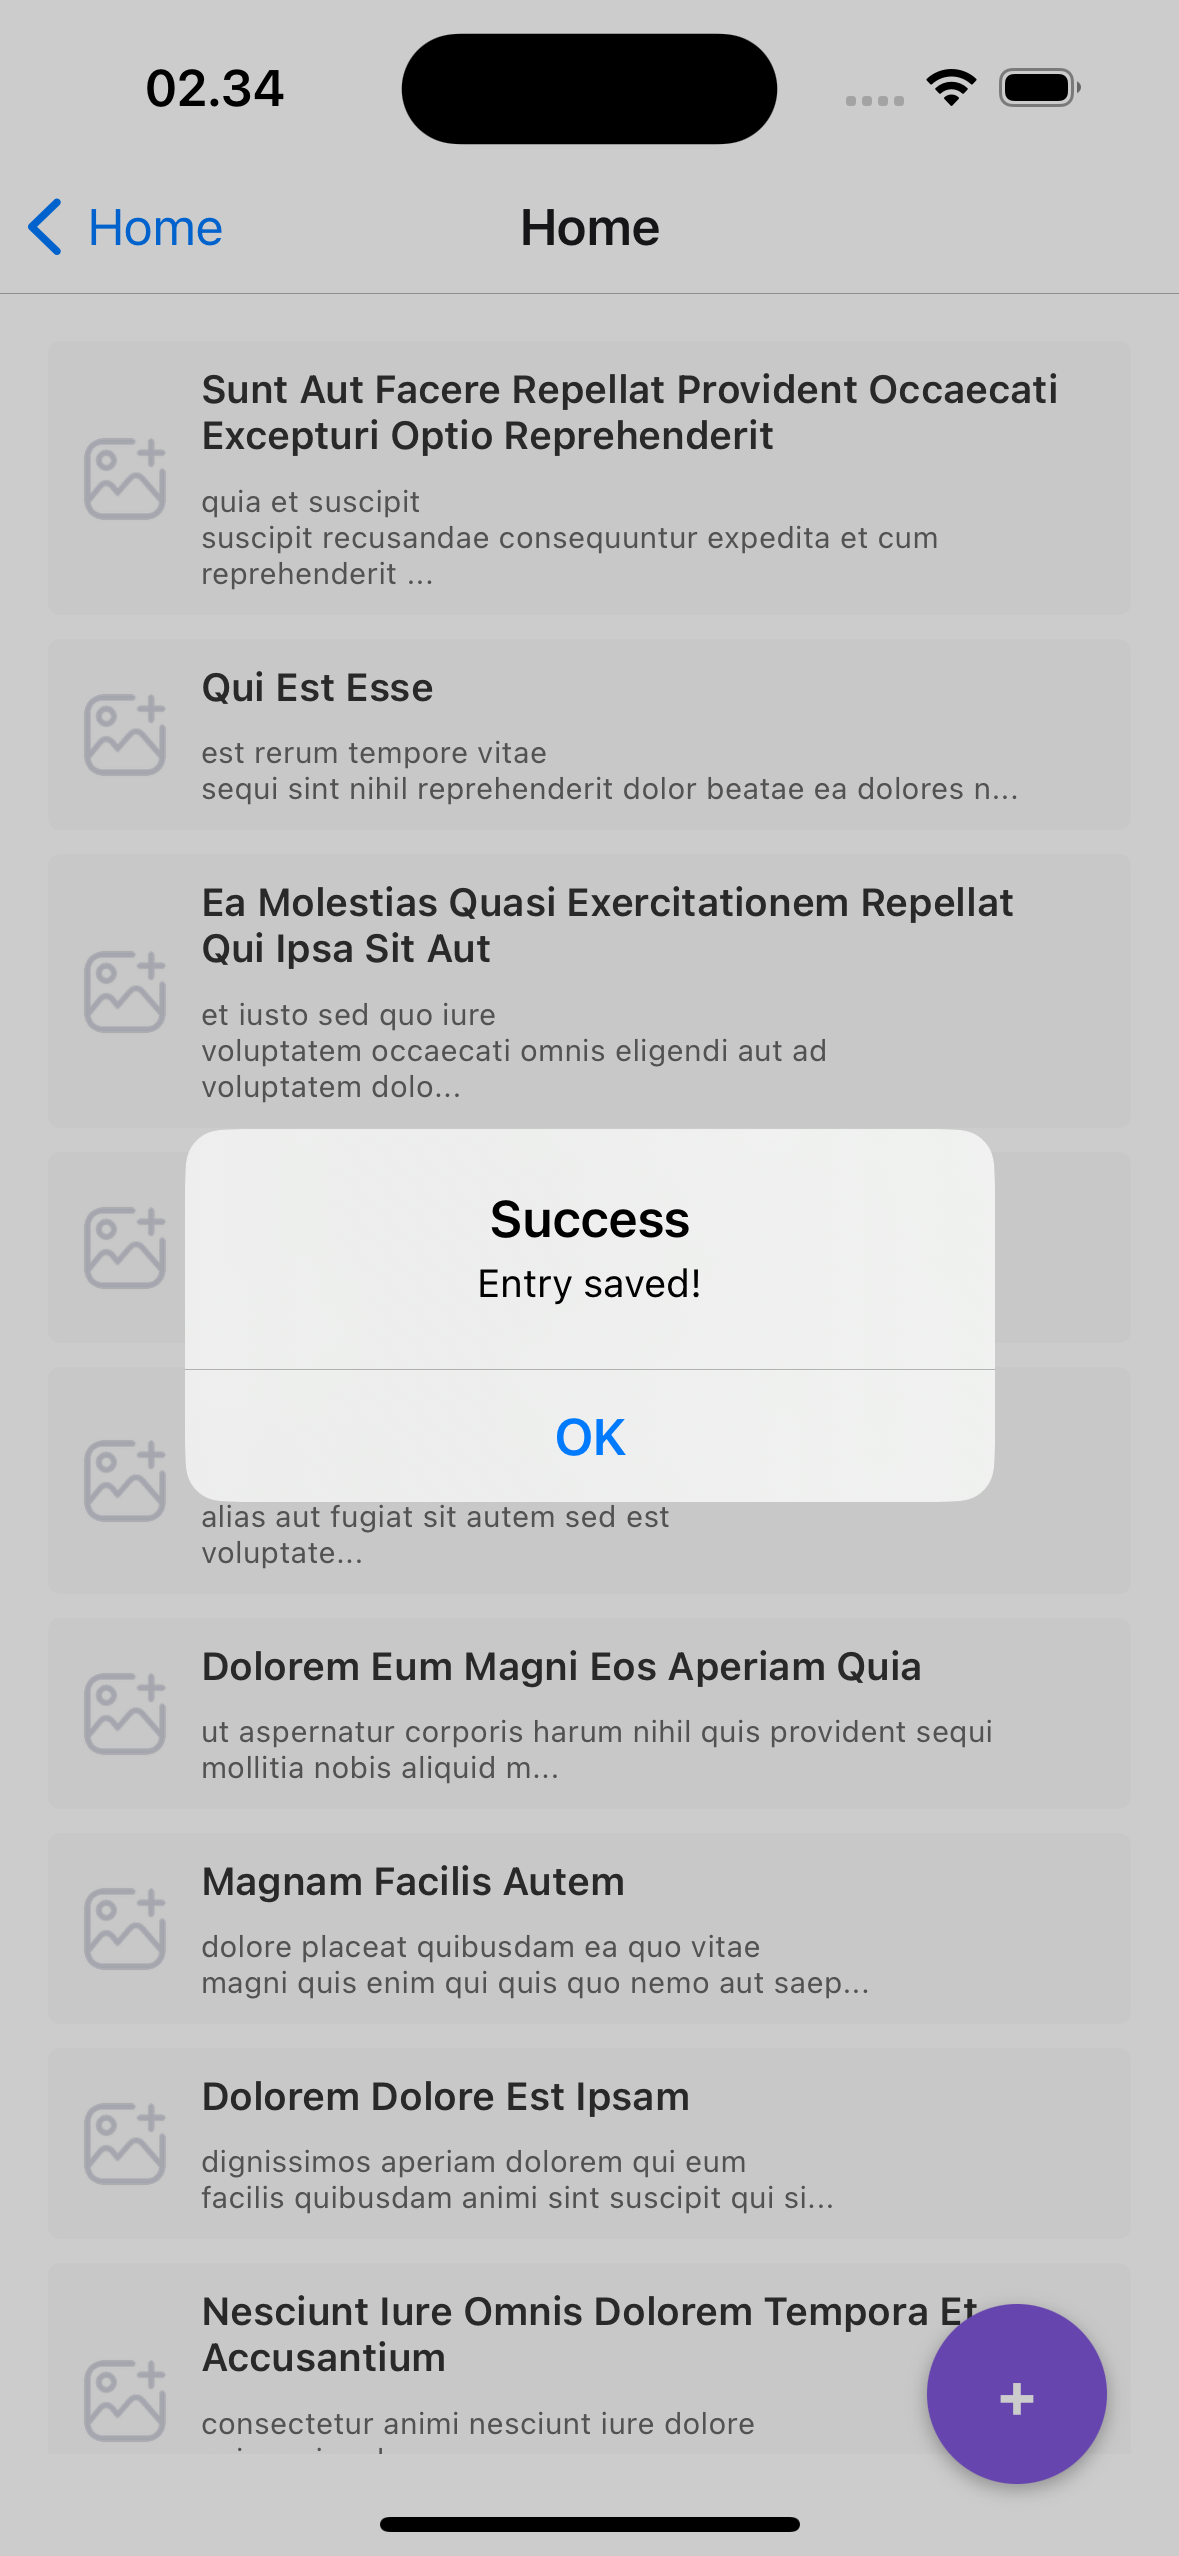 02.34
Home
Home
Sunt Aut Facere Repellat Provident Occaecati
Excepturi Optio Reprehenderit
quia et suscipit
suscipit recusandae consequuntur expedita et cum
reprehenderit ...
Qui Est Esse
est rerum tempore vitae
sequi sint nihil reprehenderit dolor beatae ea dolores n...
Ea Molestias Quasi Exercitationem Repellat
Qui Ipsa Sit Aut
et iusto sed quo iure
voluptatem occaecati omnis eligendi aut ad
voluptatem dolo...
Success
Entry saved!
OK
alias aut fugiat sit autem sed est
voluptate...
Dolorem Eum Magni Eos Aperiam Quia
ut aspernatur corporis harum nihil quis provident sequi
mollitia nobis aliquid m...
Magnam Facilis Autem
dolore placeat quibusdam ea quo vitae
magni quis enim qui quis quo nemo aut saep...
Dolorem Dolore Est Ipsam
dignissimos aperiam dolorem qui eum
facilis quibusdam animi sint suscipit qui si...
Nesciunt Iure Omnis Dolorem Tempora Et
Accusantium
consectetur animi nesciunt iure dolore
+